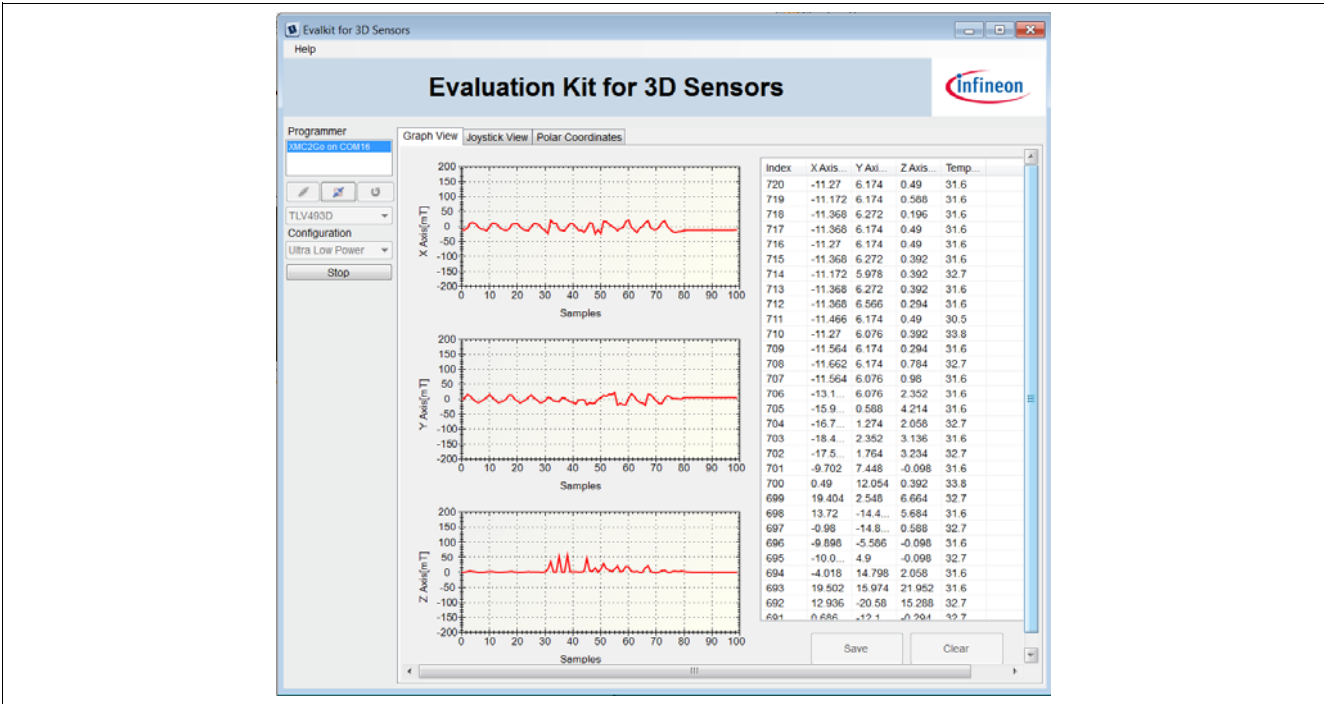 Evalkit for 3D Sensors
Help
Evaluation Kit for 3D Sensors
infineon
Programmer
XMC2Go on COM16
TLV493D
Configuration
Ultra Low Power
Stop
Graph View Joystick View Polar Coordinates
X Axis[mT]
200
150
100
50
0
-50
-100
-150
-200
0 10 20 30 40 50 60 70 80 90 100
Samples
Y Axis[mT]
200
150
100
50
0
-50
-100
-150
-200
0 10 20 30 40 50 60 70 80 90 100
Samples
Z Axis[mT]
200
150
100
50
0
-50
-100
-150
-200
0 10 20 30 40 50 60 70 80 90 100
Samples
Index X Axis... Y Axi... Z Axis... Temp...
720 -11.27 6.174 0.49 31.6
719 -11.172 6.174 0.588 31.6
718 -11.368 6.272 0.196 31.6
717 -11.368 6.174 0.49 31.6
716 -11.27 6.174 0.49 31.6
715 -11.368 6.272 0.392 31.6
714 -11.172 5.978 0.392 32.7
713 -11.368 6.272 0.392 31.6
712 -11.368 6.566 0.294 31.6
711 -11.466 6.174 0.49 30.5
710 -11.27 6.076 0.392 33.8
709 -11.564 6.174 0.294 31.6
708 -11.662 6.174 0.784 32.7
707 -11.564 6.076 0.98 31.6
706 -13.1... 6.076 2.352 31.6
705 -15.9... 0.588 4.214 31.6
704 -16.7... 1.274 2.058 32.7
703 -18.4... 2.352 3.136 31.6
702 -17.5... 1.764 3.234 32.7
701 -9.702 7.448 -0.098 31.6
700 0.49 12.054 0.392 33.8
699 19.404 2.548 6.664 32.7
698 13.72 -14.4... 5.684 31.6
697 -0.98 -14.8... 0.588 32.7
696 -9.898 -5.586 -0.098 31.6
695 -10.0... 4.9 -0.098 32.7
694 -4.018 14.798 2.058 31.6
693 19.502 15.974 21.952 31.6
692 12.936 -20.58 15.288 32.7
691 0.686 -12.1 -0.294 32.7
Save Clear